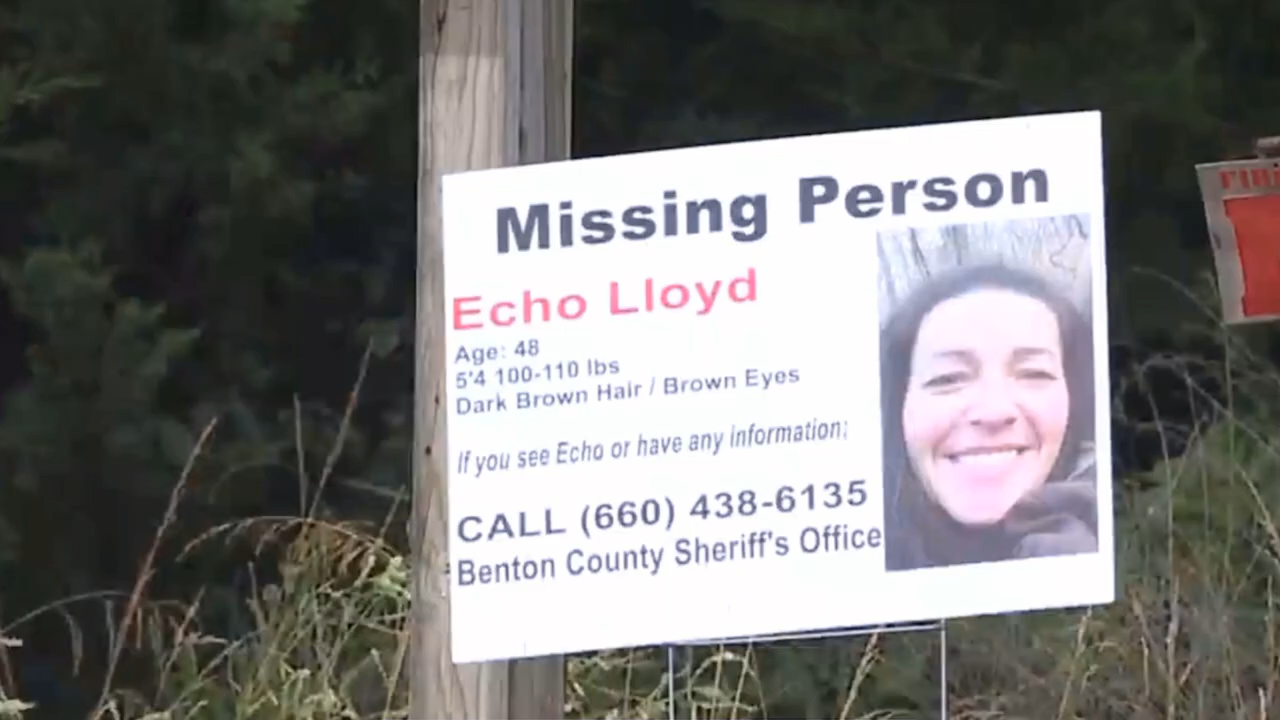 Missing Person
Echo Lloyd
Age: 48
5'4 100-110 lbs
Dark Brown Hair / Brown Eyes
If you see Echo or have any information:
CALL (660) 438-6135
Benton County Sheriff's Office